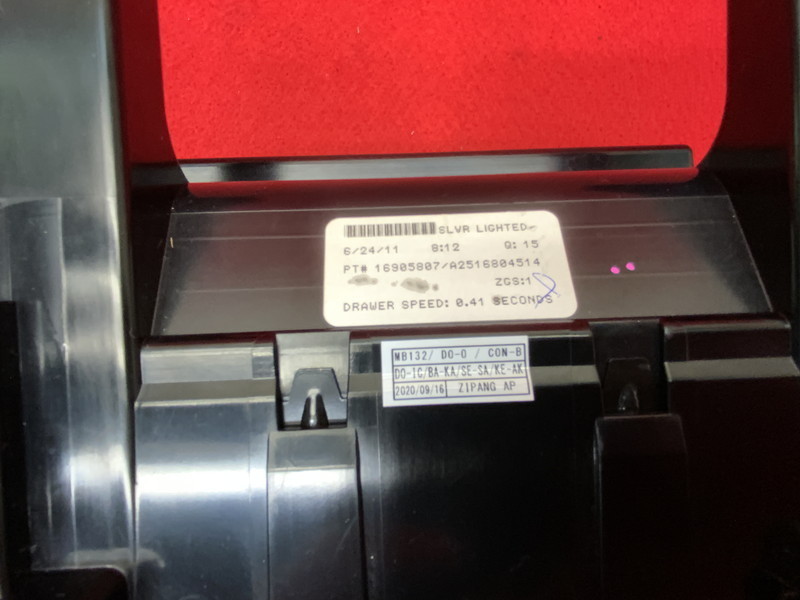 SLVR LIGHTED
6/24/11 8:12 Q: 15
PT# 16905807/A2516804514
ZGS:1
DRAWER SPEED: 0.41 SECONDS
MB132/ DO-O / CON-B
DO-IC/BA-KA/SE-SA/KE-AK
2020/09/16 ZIPANG AP